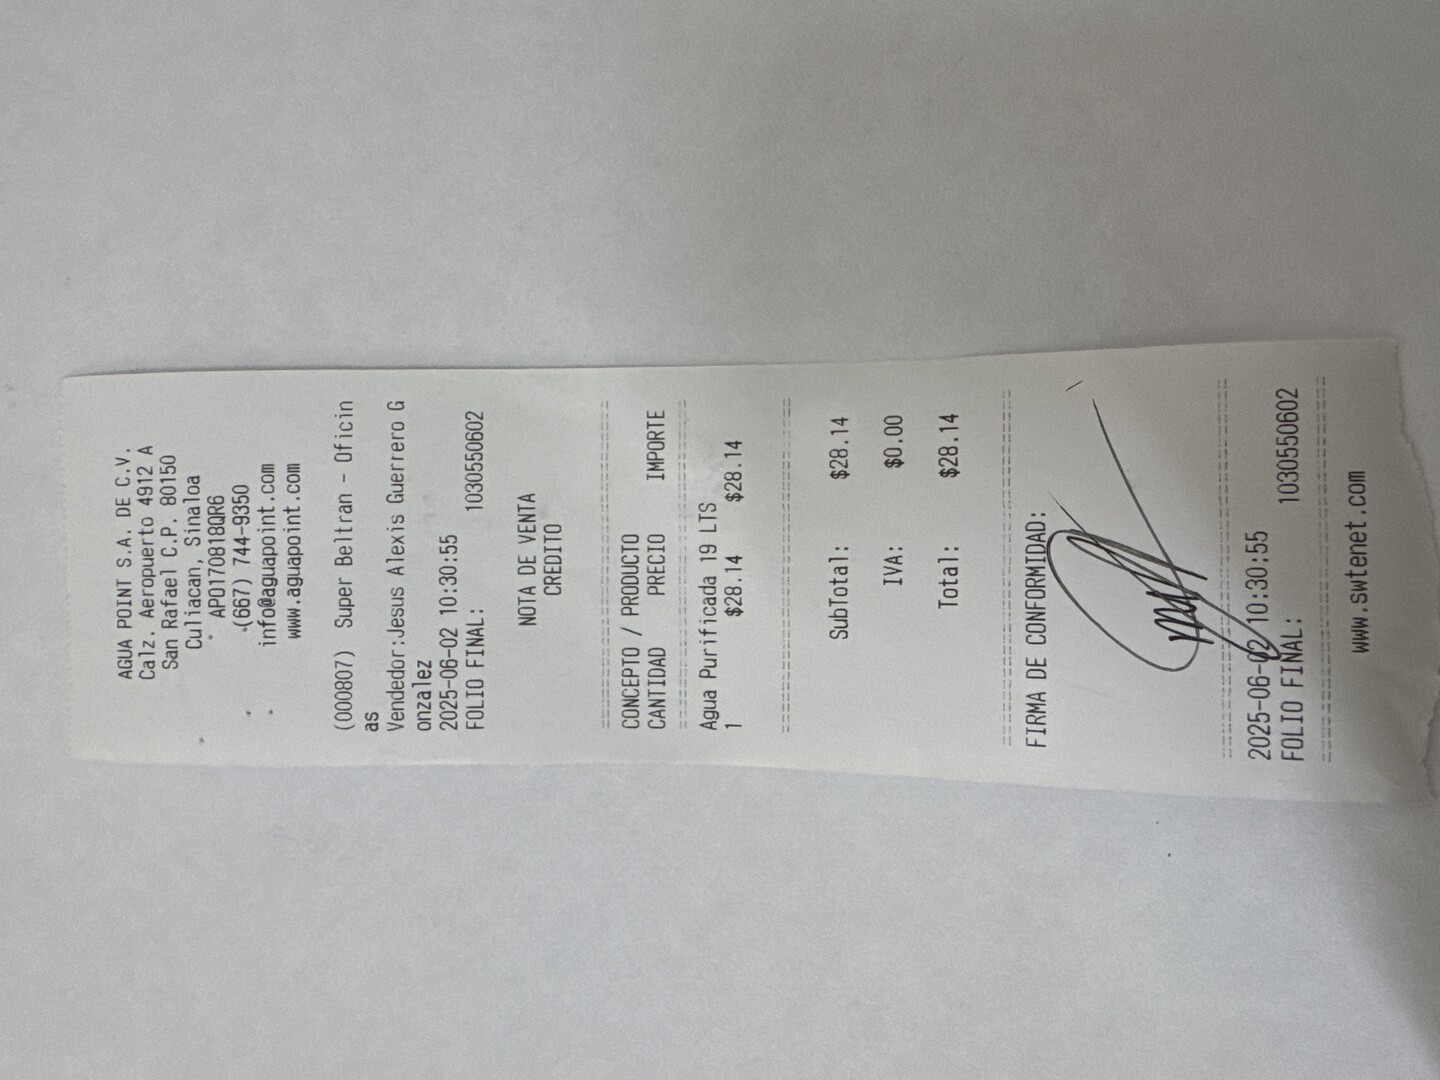 AGUA POINT S.A. DE C.V.
Calz. Aeropuerto 4912 A
San Rafael C.P. 80150
Culiacan, Sinaloa
APO170818QR6
(667) 744-9350
info@aguapoint.com
www.aguapoint.com
(000807) Super Beltran - Oficin
as
Vendedor:Jesus Alexis Guerrero G
onzalez
2025-06-02 10:30:55
FOLIO FINAL: 1030550602
NOTA DE VENTA
CREDITO
================================
CONCEPTO / PRODUCTO
CANTIDAD PRECIO IMPORTE
================================
Agua Purificada 19 LTS
1 $28.14 $28.14
================================
SubTotal: $28.14
IVA: $0.00
Total: $28.14
================================
FIRMA DE CONFORMIDAD:
================================
2025-06-02 10:30:55
FOLIO FINAL: 1030550602
================================
www.swtenet.com